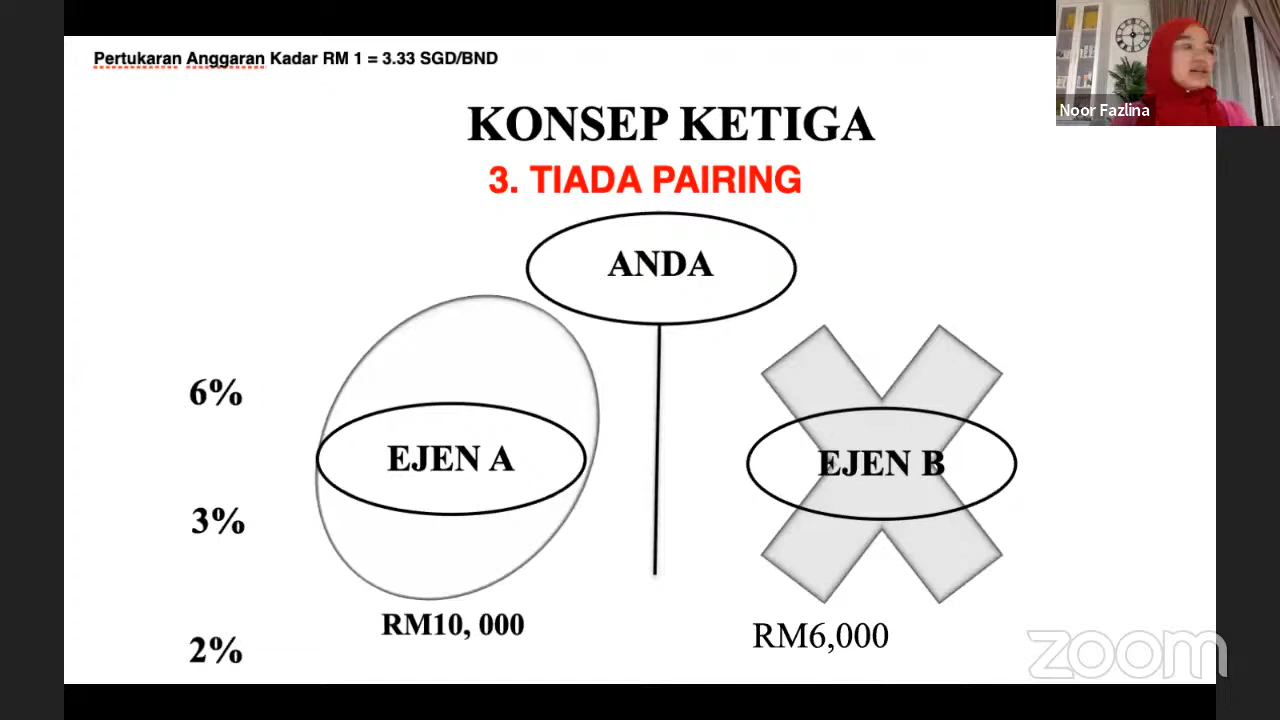 Pertukaran Anggaran Kadar RM 1 = 3.33 SGD/BND
Noor Fazlina
KONSEP KETIGA
3. TIADA PAIRING
ANDA
6%
EJEN A
EJEN B
3%
RM10, 000
RM6,000
2%
zoom